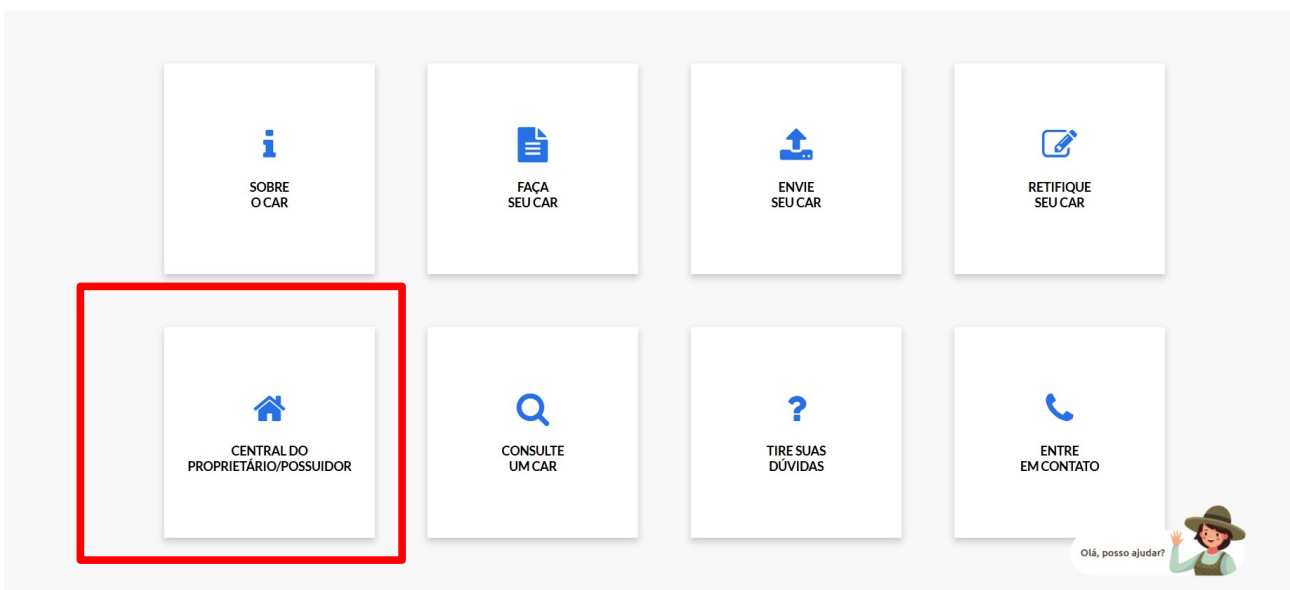 SOBRE
O CAR
FAÇA
SEU CAR
ENVIE
SEU CAR
RETIFIQUE
SEU CAR
CENTRAL DO
PROPRIETÁRIO/POSSUIDOR
CONSULTE
UM CAR
TIRE SUAS
DÚVIDAS
ENTRE
EM CONTATO
Olá, posso ajudar?